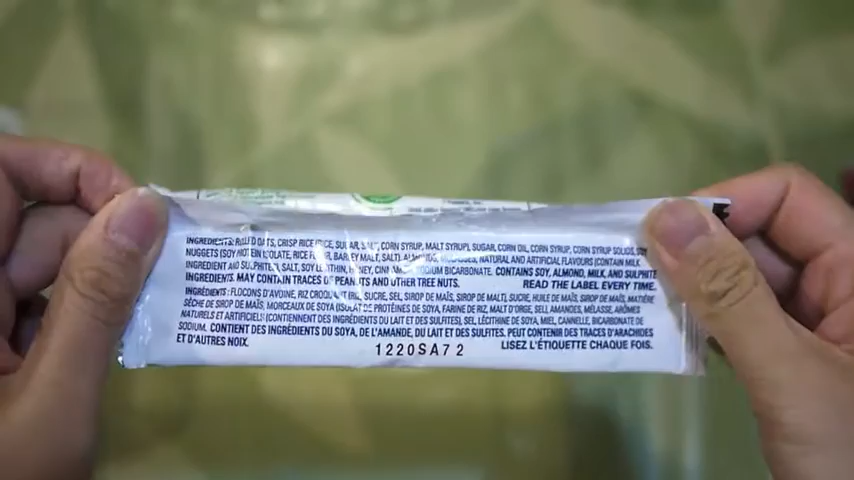 INGREDIENTS: ROLLED OATS, CRISP RICE (RICE, SUGAR, SALT, CORN SYRUP, MALT SYRUP), SUGAR, CORN OIL, CORN SYRUP, CORN SYRUP SOLIDS, SOY
NUGGETS (SOY PROTEIN ISOLATE, RICE FLOUR, BARLEY MALT, SALT), ALMONDS, MOLASSES, NATURAL AND ARTIFICIAL FLAVOURS (CONTAIN MILK
INGREDIENT AND SULPHITES), SALT, SOY LECITHIN, HONEY, CINNAMON, SODIUM BICARBONATE. CONTAINS SOY, ALMOND, MILK, AND SULPHITE
INGREDIENTS. MAY CONTAIN TRACES OF PEANUTS AND OTHER TREE NUTS. READ THE LABEL EVERY TIME.
INGRÉDIENTS : FLOCONS D'AVOINE, RIZ CROQUANT (RIZ, SUCRE, SEL, SIROP DE MAÏS, SIROP DE MALT), SUCRE, HUILE DE MAÏS, SIROP DE MAÏS, MATIÈRE
SÈCHE DE SIROP DE MAÏS, MORCEAUX DE SOYA (ISOLAT DE PROTÉINES DE SOYA, FARINE DE RIZ, MALT D'ORGE, SEL), AMANDES, MÉLASSE, ARÔMES
NATURELS ET ARTIFICIELS (CONTIENNENT DES INGRÉDIENTS DU LAIT ET DES SULFITES), SEL, LÉCITHINE DE SOYA, MIEL, CANNELLE, BICARBONATE DE
SODIUM. CONTIENT DES INGRÉDIENTS DU SOYA, DE L'AMANDE, DU LAIT ET DES SULFITES. PEUT CONTENIR DES TRACES D'ARACHIDES
ET D'AUTRES NOIX. LISEZ L'ÉTIQUETTE CHAQUE FOIS.
1220SA72